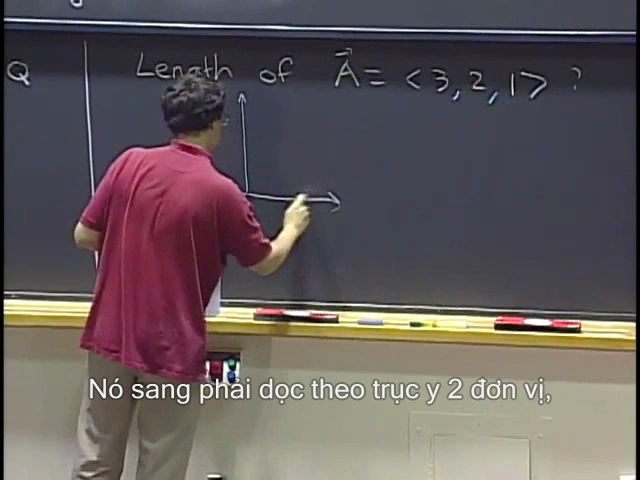 Length of A⃗ = <3, 2, 1> ?
Q
Nó sang phải dọc theo trục y 2 đơn vị,